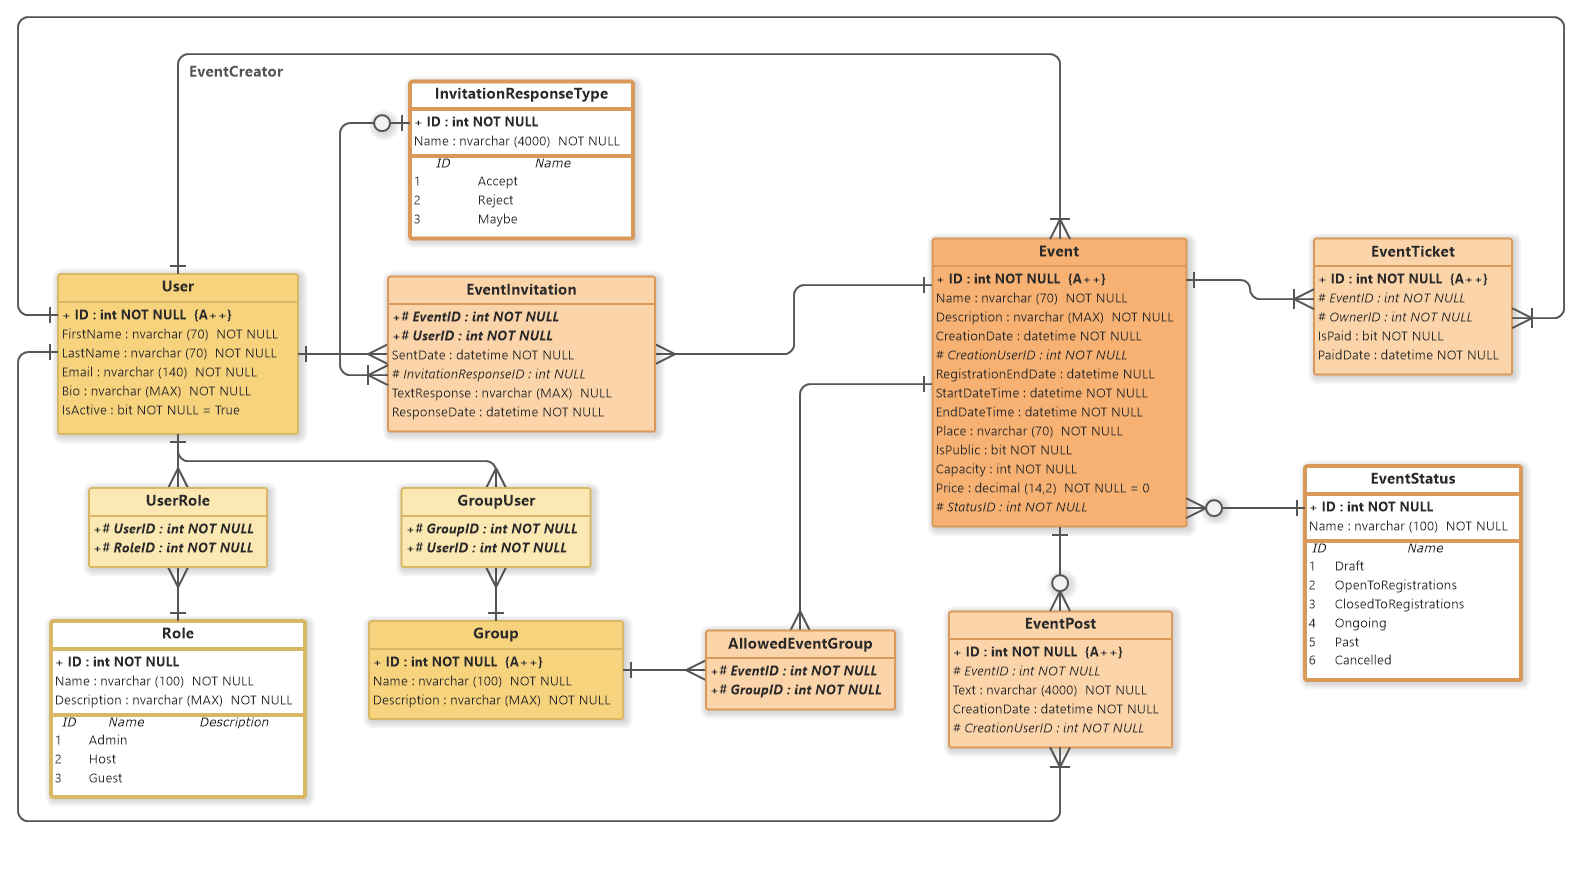 EventCreator
InvitationResponseType
+ ID : int NOT NULL
Name : nvarchar (4000)  NOT NULL
ID Name
1 Accept
2 Reject
3 Maybe
User
+ ID : int NOT NULL  (A++)
FirstName : nvarchar (70)  NOT NULL
LastName : nvarchar (70)  NOT NULL
Email : nvarchar (140)  NOT NULL
Bio : nvarchar (MAX)  NOT NULL
IsActive : bit NOT NULL = True
EventInvitation
+# EventID : int NOT NULL
+# UserID : int NOT NULL
SentDate : datetime NOT NULL
# InvitationResponseID : int NULL
TextResponse : nvarchar (MAX)  NULL
ResponseDate : datetime NOT NULL
Event
+ ID : int NOT NULL  (A++)
Name : nvarchar (70)  NOT NULL
Description : nvarchar (MAX)  NOT NULL
CreationDate : datetime NOT NULL
# CreationUserID : int NOT NULL
RegistrationEndDate : datetime NULL
StartDateTime : datetime NOT NULL
EndDateTime : datetime NOT NULL
Place : nvarchar (70)  NOT NULL
IsPublic : bit NOT NULL
Capacity : int NOT NULL
Price : decimal (14,2)  NOT NULL = 0
# StatusID : int NOT NULL
EventTicket
+ ID : int NOT NULL  (A++)
# EventID : int NOT NULL
# OwnerID : int NOT NULL
IsPaid : bit NOT NULL
PaidDate : datetime NOT NULL
UserRole
+# UserID : int NOT NULL
+# RoleID : int NOT NULL
GroupUser
+# GroupID : int NOT NULL
+# UserID : int NOT NULL
EventStatus
+ ID : int NOT NULL
Name : nvarchar (100)  NOT NULL
ID Name
1 Draft
2 OpenToRegistrations
3 ClosedToRegistrations
4 Ongoing
5 Past
6 Cancelled
Role
+ ID : int NOT NULL
Name : nvarchar (100)  NOT NULL
Description : nvarchar (MAX)  NOT NULL
ID Name Description
1 Admin
2 Host
3 Guest
Group
+ ID : int NOT NULL  (A++)
Name : nvarchar (100)  NOT NULL
Description : nvarchar (MAX)  NOT NULL
AllowedEventGroup
+# EventID : int NOT NULL
+# GroupID : int NOT NULL
EventPost
+ ID : int NOT NULL  (A++)
# EventID : int NOT NULL
Text : nvarchar (4000)  NOT NULL
CreationDate : datetime NOT NULL
# CreationUserID : int NOT NULL